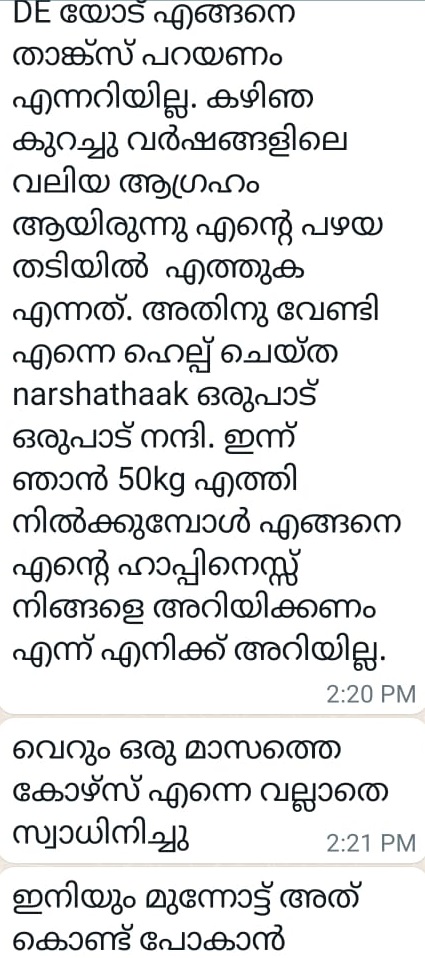 DE യോട് എങ്ങനെ
താങ്ക്സ് പറയണം
എന്നറിയില്ല. കഴിഞ്ഞ
കുറച്ചു വർഷങ്ങളിലെ
വലിയ ആഗ്രഹം
ആയിരുന്നു എന്റെ പഴയ
തടിയിൽ എത്തുക
എന്നത്. അതിനു വേണ്ടി
എന്നെ ഹെല്പ് ചെയ്ത
narshathaak ഒരുപാട്
ഒരുപാട് നന്ദി. ഇന്ന്
ഞാൻ 50kg എത്തി
നിൽക്കുമ്പോൾ എങ്ങനെ
എന്റെ ഹാപ്പിനെസ്സ്
നിങ്ങളെ അറിയിക്കണം
എന്ന് എനിക്ക് അറിയില്ല.
2:20 PM
വെറും ഒരു മാസത്തെ
കോഴ്സ് എന്നെ വല്ലാതെ
സ്വാധിനിച്ചു
2:21 PM
ഇനിയും മുന്നോട്ട് അത്
കൊണ്ട് പോകാൻ